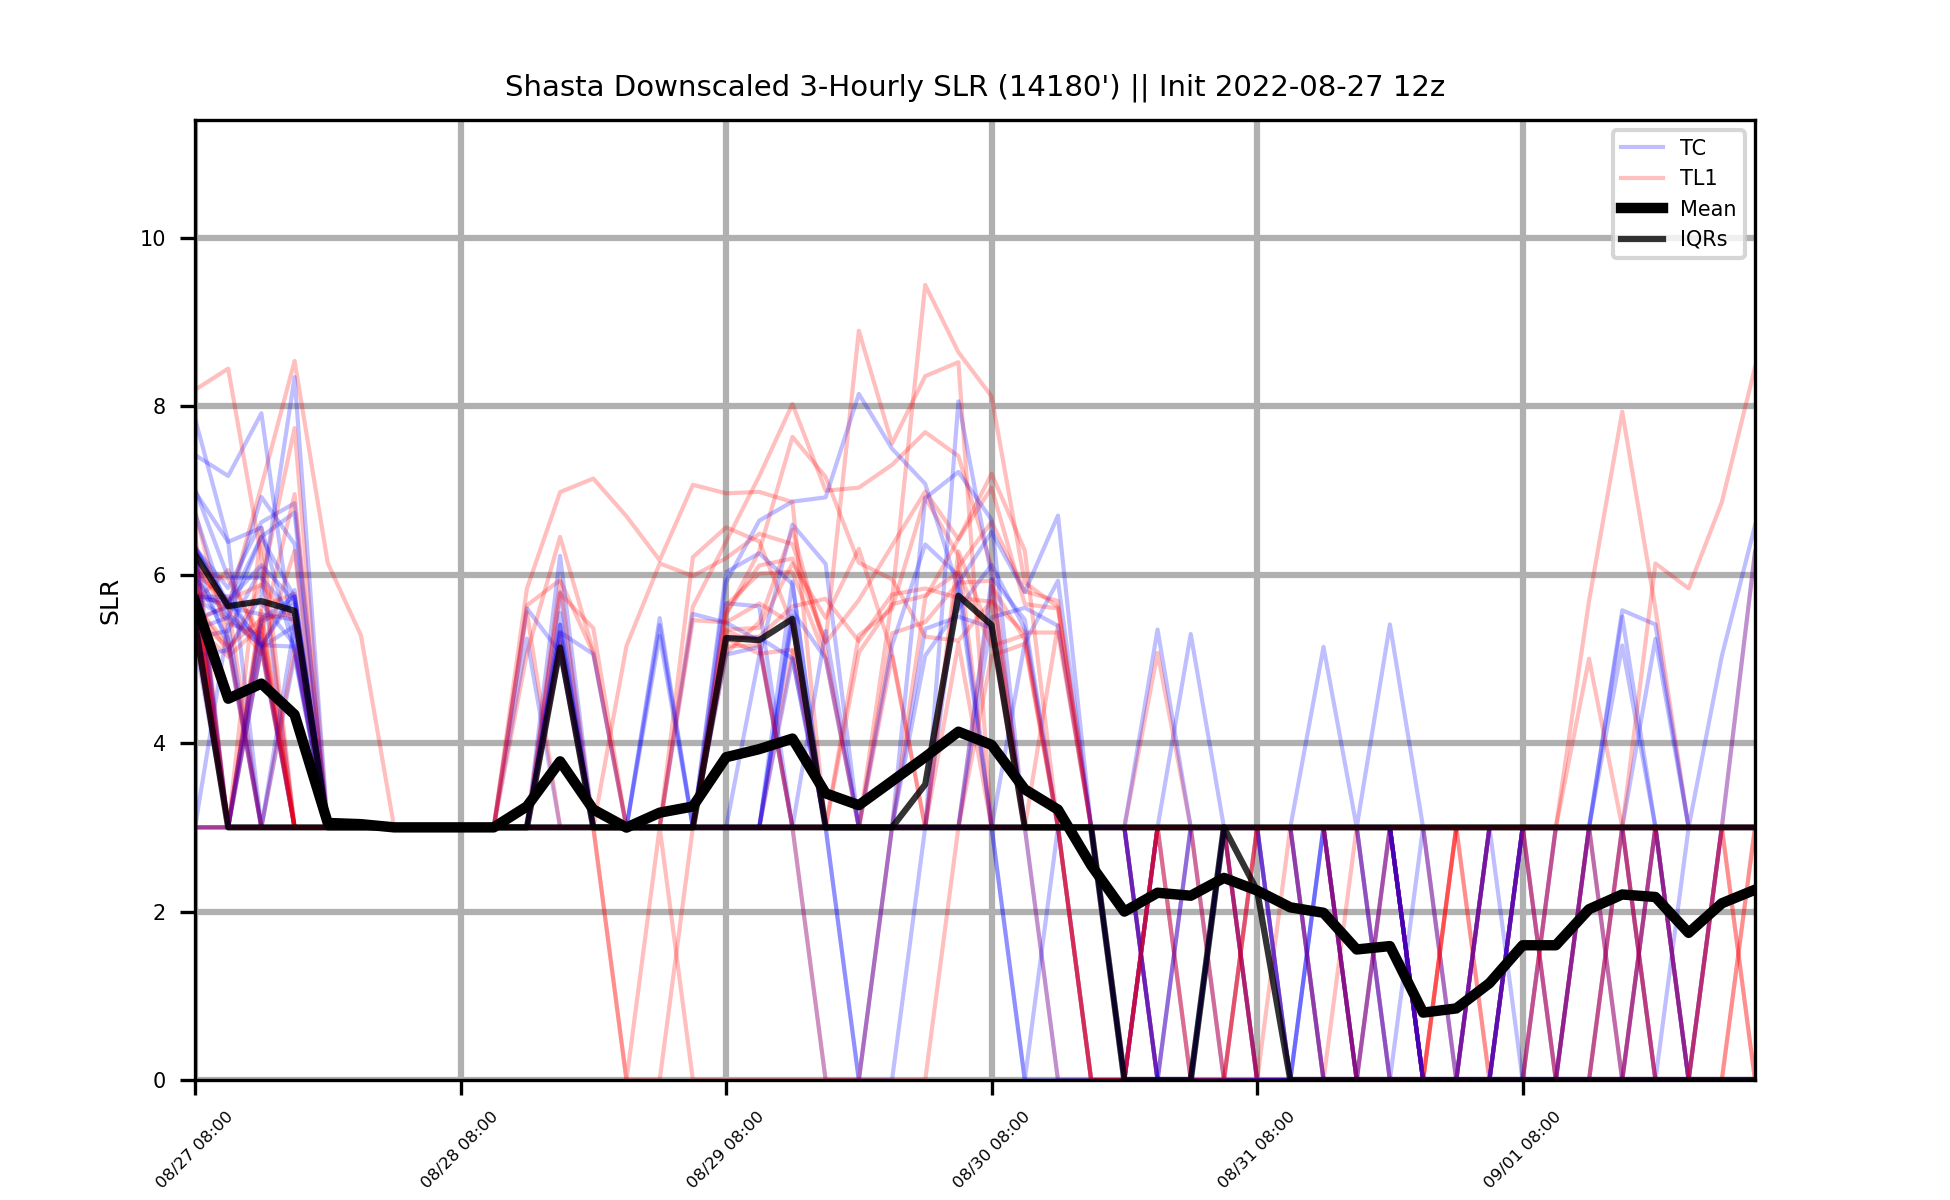 Shasta Downscaled 3-Hourly SLR (14180') || Init 2022-08-27 12z
TC
TL1
Mean
IQRs
SLR
10
8
6
4
2
0
08/27 08:00
08/28 08:00
08/29 08:00
08/30 08:00
08/31 08:00
09/01 08:00